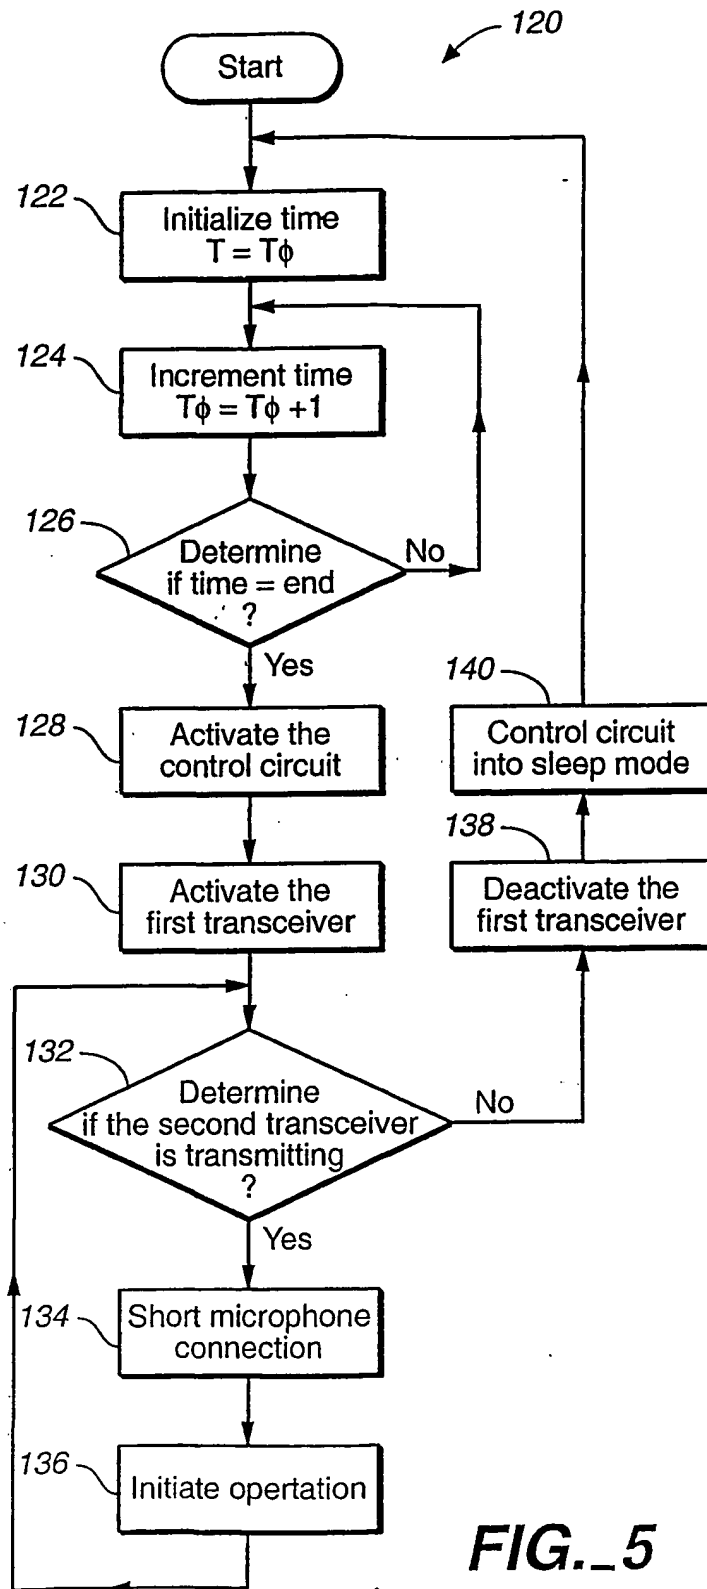 120
Start
122
Initialize time
T = Tϕ
124
Increment time
Tϕ = Tϕ +1
126
Determine
if time = end
?
No
Yes
128
Activate the
control circuit
140
Control circuit
into sleep mode
130
Activate the
first transceiver
138
Deactivate the
first transceiver
132
Determine
if the second transceiver
is transmitting
?
No
Yes
134
Short microphone
connection
136
Initiate opertation
FIG._5